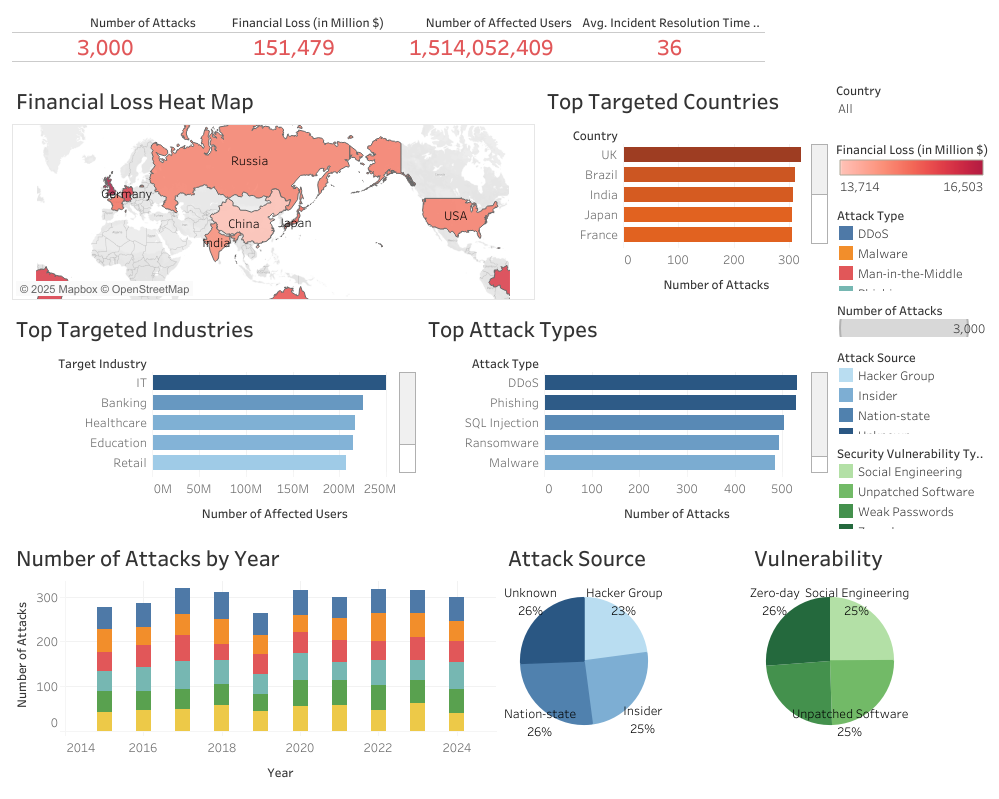 Number of Attacks
Financial Loss (in Million $)
Number of Affected Users
Avg. Incident Resolution Time ..
3,000
151,479
1,514,052,409
36
Financial Loss Heat Map
Russia
Germany
USA
China
Japan
India
© 2025 Mapbox © OpenStreetMap
Top Targeted Countries
Country
UK
Brazil
India
Japan
France
0
100
200
300
Number of Attacks
Country
All
Financial Loss (in Million $)
13,714
16,503
Attack Type
DDoS
Malware
Man-in-the-Middle
Number of Attacks
3,000
Attack Source
Hacker Group
Insider
Nation-state
Security Vulnerability Ty..
Social Engineering
Unpatched Software
Weak Passwords
Top Targeted Industries
Target Industry
IT
Banking
Healthcare
Education
Retail
0M
50M
100M
150M
200M
250M
Number of Affected Users
Top Attack Types
Attack Type
DDoS
Phishing
SQL Injection
Ransomware
Malware
0
100
200
300
400
500
Number of Attacks
Number of Attacks by Year
Number of Attacks
300
200
100
0
2014
2016
2018
2020
2022
2024
Year
Attack Source
Unknown
26%
Hacker Group
23%
Nation-state
26%
Insider
25%
Vulnerability
Zero-day
26%
Social Engineering
25%
Unpatched Software
25%